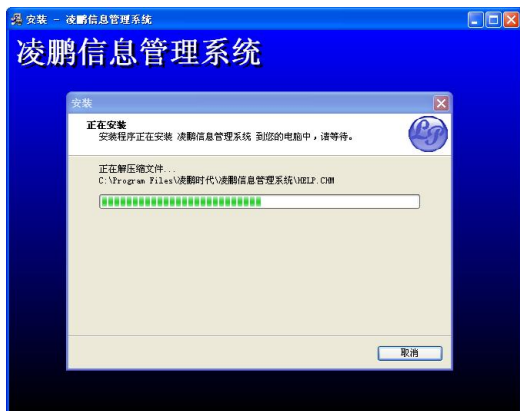 安装 - 凌鹏信息管理系统
凌鹏信息管理系统
安装
正在安装
安装程序正在安装 凌鹏信息管理系统 到您的电脑中，请等待。
LP
正在解压缩文件...
C:\Program Files\凌鹏时代\凌鹏信息管理系统\HELP.CHM
取消